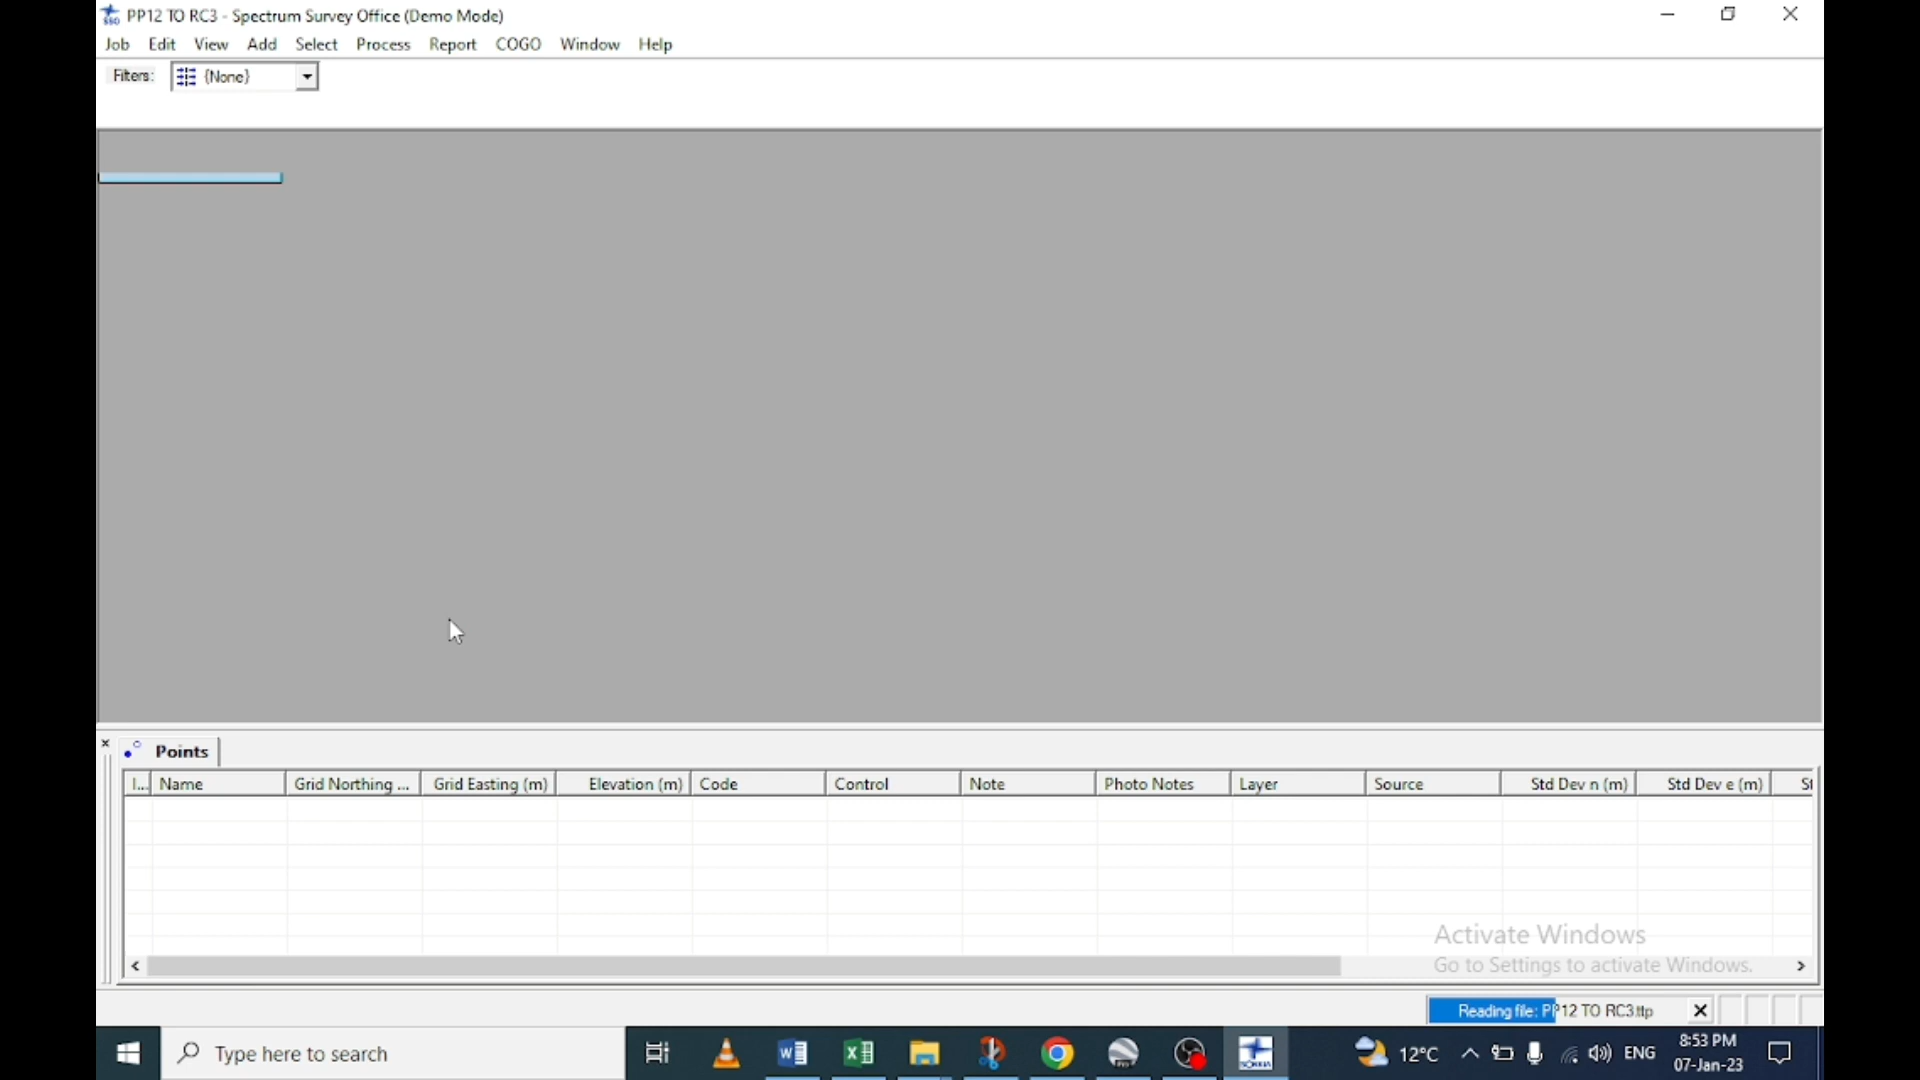 PP12 TO RC3 - Spectrum Survey Office (Demo Mode)
Job Edit View Add Select Process Report COGO Window Help
Filters: {None}
Points
I... Name Grid Northing ... Grid Easting (m) Elevation (m) Code Control Note Photo Notes Layer Source Std Dev n (m) Std Dev e (m) St
Activate Windows
Go to Settings to activate Windows.
Reading file: PP12 TO RC3.ttp
Type here to search
12°C ENG
8:53 PM
07-Jan-23